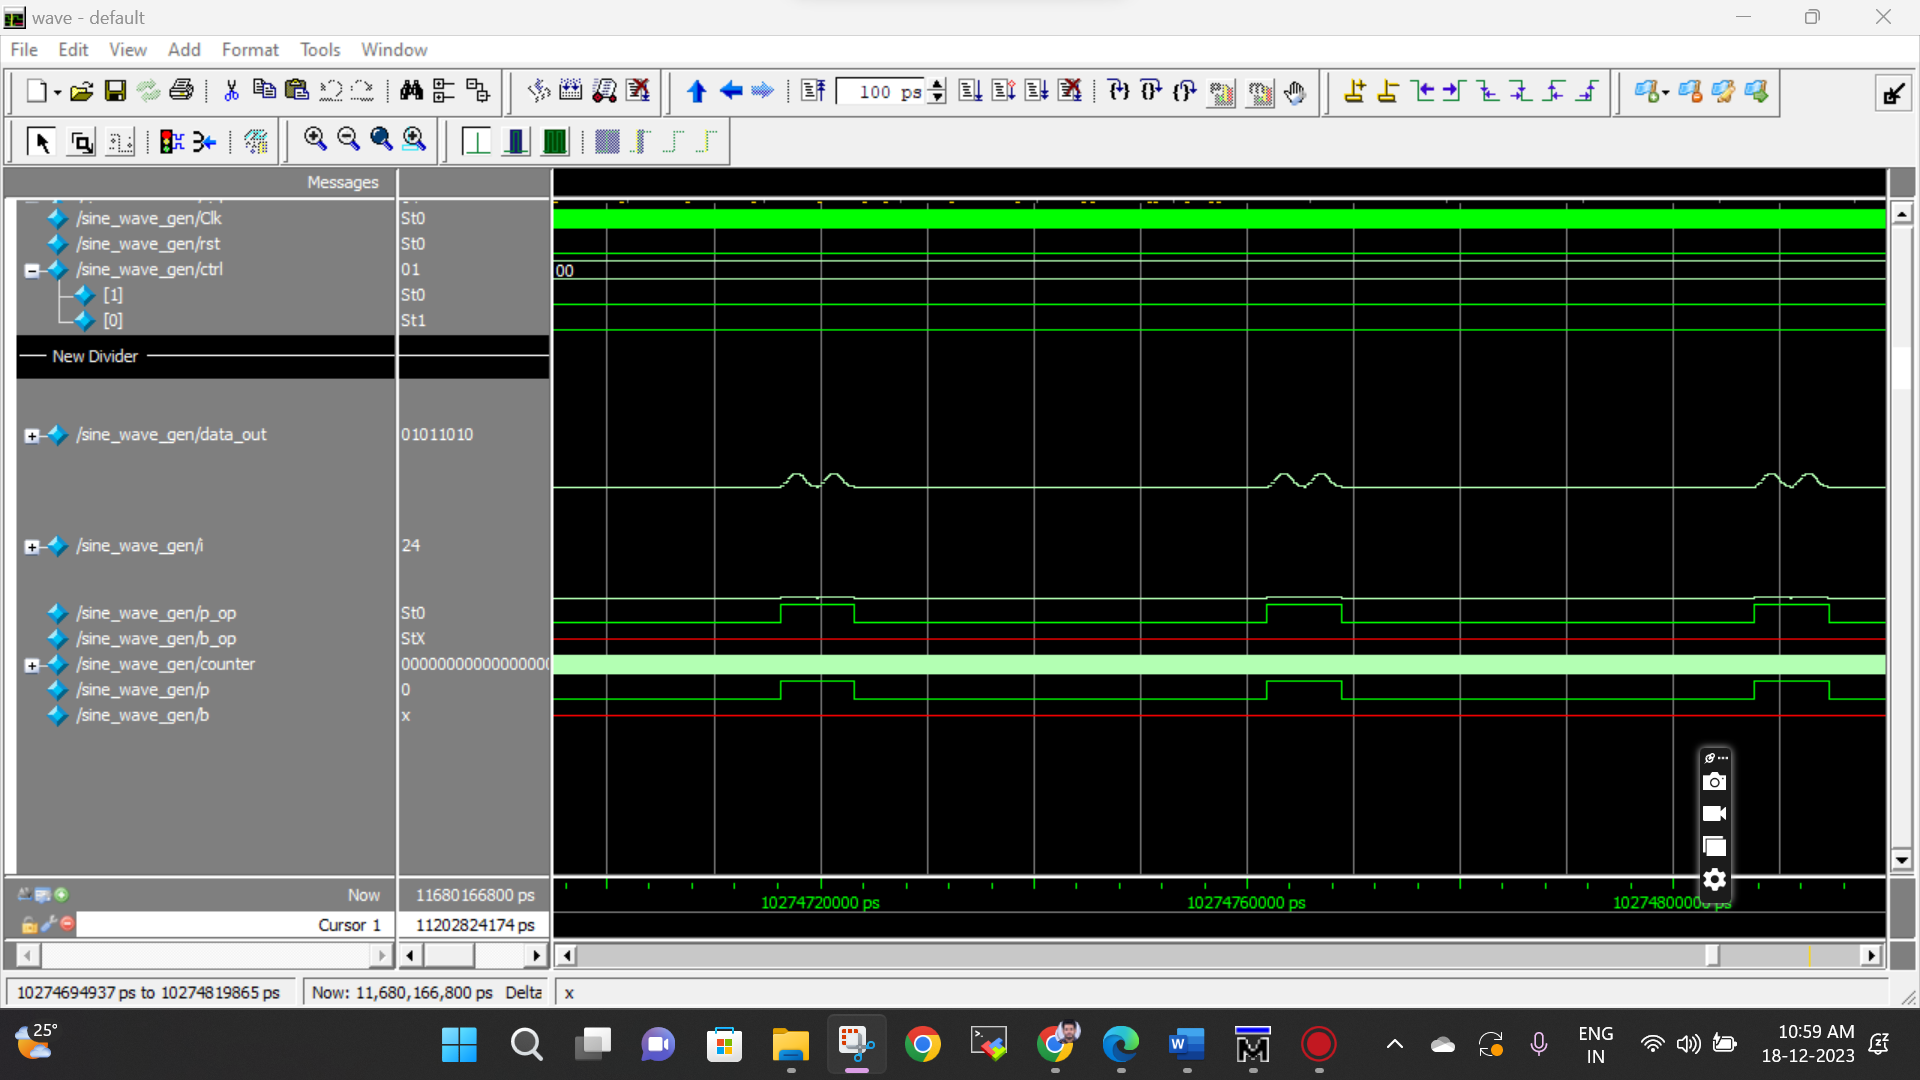 wave - default
File Edit View Add Format Tools Window
100 ps
Messages
/sine_wave_gen/Clk St0
/sine_wave_gen/rst St0
/sine_wave_gen/ctrl 01 00
[1] St0
[0] St1
New Divider
/sine_wave_gen/data_out 01011010
/sine_wave_gen/i 24
/sine_wave_gen/p_op St0
/sine_wave_gen/b_op StX
/sine_wave_gen/counter 0000000000000000
/sine_wave_gen/p 0
/sine_wave_gen/b x
Now 11680166800 ps
10274720000 ps 10274760000 ps 10274800000 ps
Cursor 1 11202824174 ps
10274694937 ps to 10274819865 ps Now: 11,680,166,800 ps Delta x
25°
ENG
IN
10:59 AM
18-12-2023